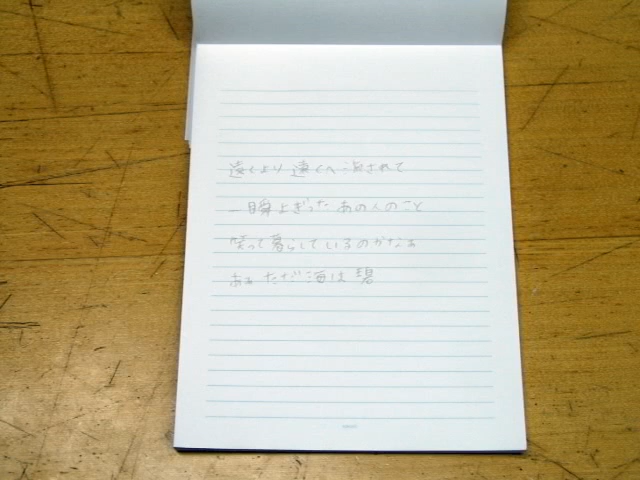 遠くより遠くへ流されて
一瞬よぎった あの人のこと
笑って暮らしているのかなぁ
あぁ ただ海は碧